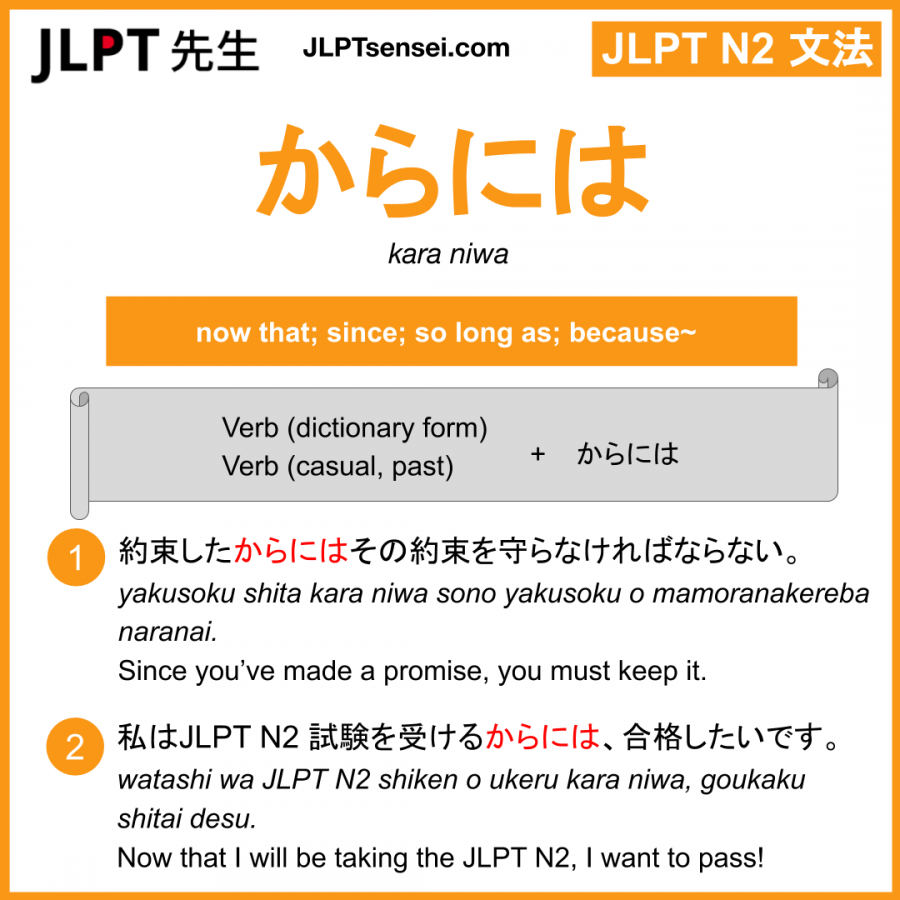 JLPT 先生
JLPTsensei.com
JLPT N2 文法
からには
kara niwa
now that; since; so long as; because~
Verb (dictionary form)
Verb (casual, past)
+ からには
1 約束したからにはその約束を守らなければならない。
yakusoku shita kara niwa sono yakusoku o mamoranakereba
naranai.
Since you’ve made a promise, you must keep it.
2 私はJLPT N2 試験を受けるからには、合格したいです。
watashi wa JLPT N2 shiken o ukeru kara niwa, goukaku
shitai desu.
Now that I will be taking the JLPT N2, I want to pass!